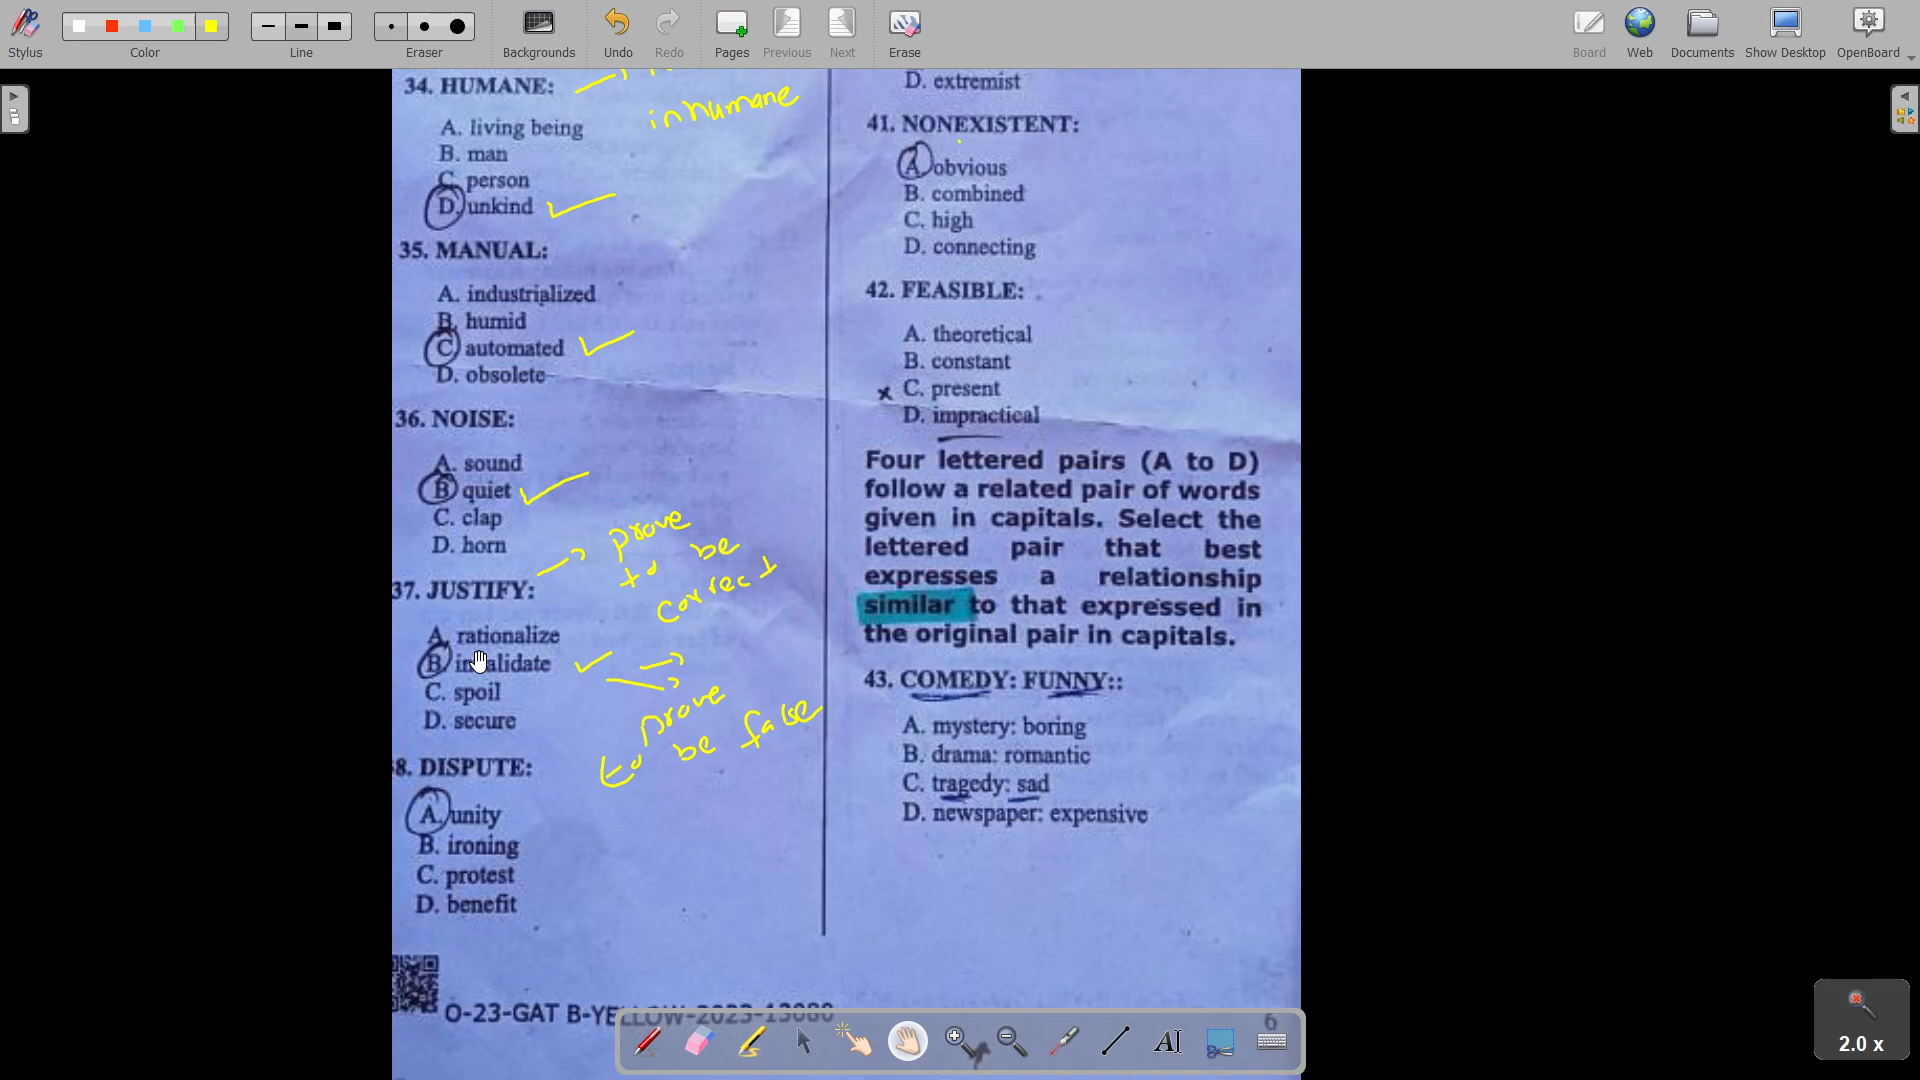 Stylus
Color
Line
Eraser
Backgrounds
Undo
Redo
Pages
Previous
Next
Erase
Board
Web
Documents
Show Desktop
OpenBoard
34. HUMANE:
inhumane
A. living being
B. man
C. person
D. unkind
35. MANUAL:
A. industrialized
B. humid
C. automated
D. obsolete
36. NOISE:
A. sound
B. quiet
C. clap
D. horn
prove
to be
correct
37. JUSTIFY:
A. rationalize
B. invalidate
C. spoil
D. secure
prove
to be false
8. DISPUTE:
A. unity
B. ironing
C. protest
D. benefit
O-23-GAT B-YELLOW-2023-13080
D. extremist
41. NONEXISTENT:
A. obvious
B. combined
C. high
D. connecting
42. FEASIBLE:
A. theoretical
B. constant
x C. present
D. impractical
Four lettered pairs (A to D)
follow a related pair of words
given in capitals. Select the
lettered pair that best
expresses a relationship
similar to that expressed in
the original pair in capitals.
43. COMEDY: FUNNY::
A. mystery: boring
B. drama: romantic
C. tragedy: sad
D. newspaper: expensive
6
2.0 x